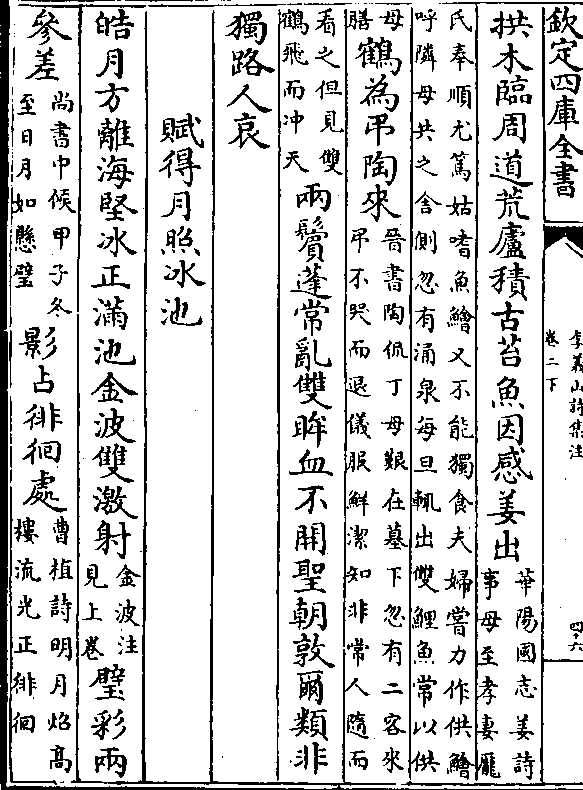 欽定四庫全書
李義山詩集注
卷二下
四十六
拱木臨周道荒廬積古苔魚因感姜出華陽國志姜詩
事母至孝妻龐
氏奉順尤篤姑嗜魚鱠又不能獨食夫婦嘗力作供鱠
呼隣母共之舍側忽有涌泉每旦輒出雙鯉魚常以供
母
膳鶴為弔陶來晉書陶侃丁母艱在墓下忽有二客來
弔不哭而退儀服鮮潔知非常人隨而
看之但見雙
鶴飛而冲天兩鬢蓬常亂雙眸血不開聖朝敦爾類非
獨路人哀
賦得月照冰池
皓月方離海堅冰正滿池金波雙激射金波注
見上卷璧彩兩
參差尚書中候甲子冬
至日月如懸璧影占徘徊處曹植詩明月炤髙
樓流光正徘徊